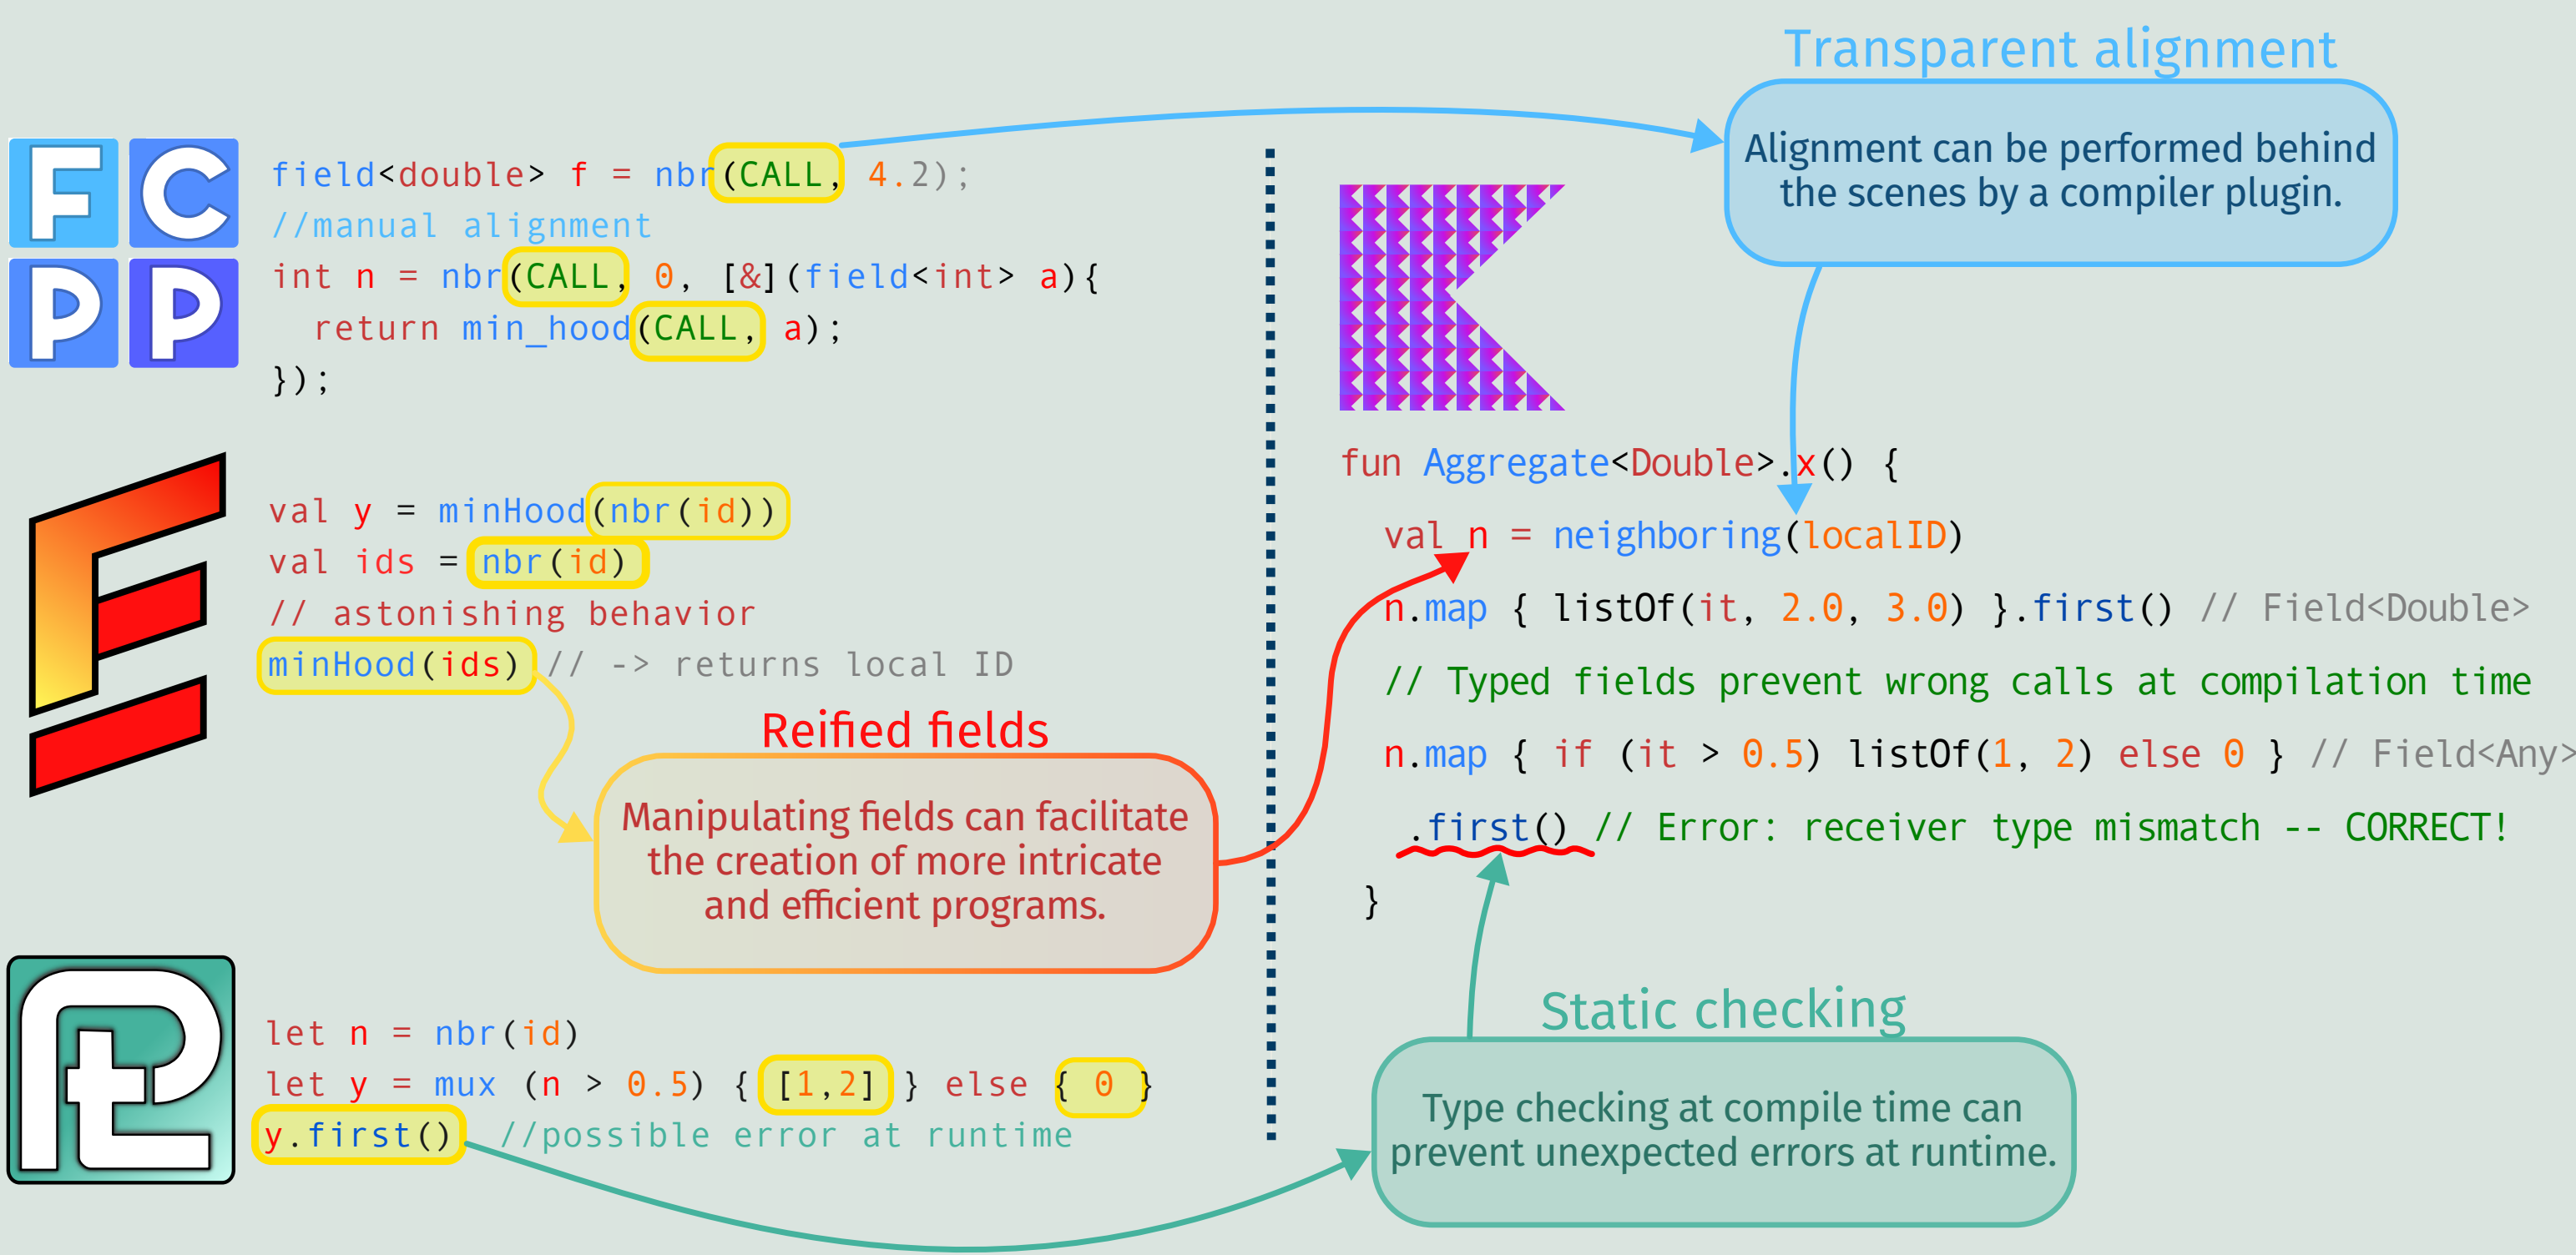 Transparent alignment
Alignment can be performed behind
the scenes by a compiler plugin.
F C
P P
field<double> f = nbr(CALL, 4.2);
//manual alignment
int n = nbr(CALL, 0, [&](field<int> a){
return min_hood(CALL, a);
});
val y = minHood(nbr(id))
val ids = nbr(id)
// astonishing behavior
minHood(ids) // -> returns local ID
Reified fields
Manipulating fields can facilitate
the creation of more intricate
and efficient programs.
let n = nbr(id)
let y = mux (n > 0.5) { [1,2] } else { 0 }
y.first() //possible error at runtime
fun Aggregate<Double>.x() {
val n = neighboring(localID)
n.map { listOf(it, 2.0, 3.0) }.first() // Field<Double>
// Typed fields prevent wrong calls at compilation time
n.map { if (it > 0.5) listOf(1, 2) else 0 } // Field<Any>
.first() // Error: receiver type mismatch -- CORRECT!
}
Static checking
Type checking at compile time can
prevent unexpected errors at runtime.